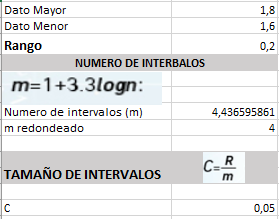 Dato Mayor 1,8
Dato Menor 1,6
Rango 0,2
NUMERO DE INTERBALOS
m=1+3.3logn:
Numero de intervalos (m) 4,436595861
m redondeado 4
TAMAÑO DE INTERVALOS C=R/m
C 0,05